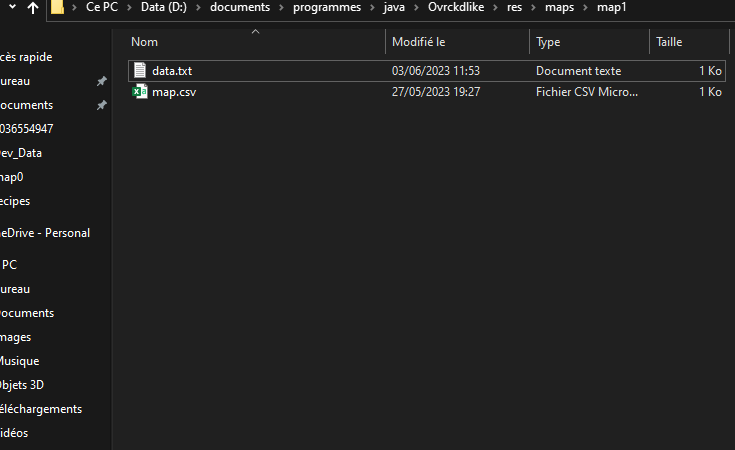 Ce PC > Data (D:) > documents > programmes > java > Ovrckdlike > res > maps > map1
Nom Modifié le Type Taille
data.txt 03/06/2023 11:53 Document texte 1 Ko
map.csv 27/05/2023 19:27 Fichier CSV Micro... 1 Ko
ccès rapide
ureau
ocuments
036554947
ev_Data
nap0
ecipes
neDrive - Personal
PC
ureau
ocuments
mages
Musique
Objets 3D
éléchargements
idéos